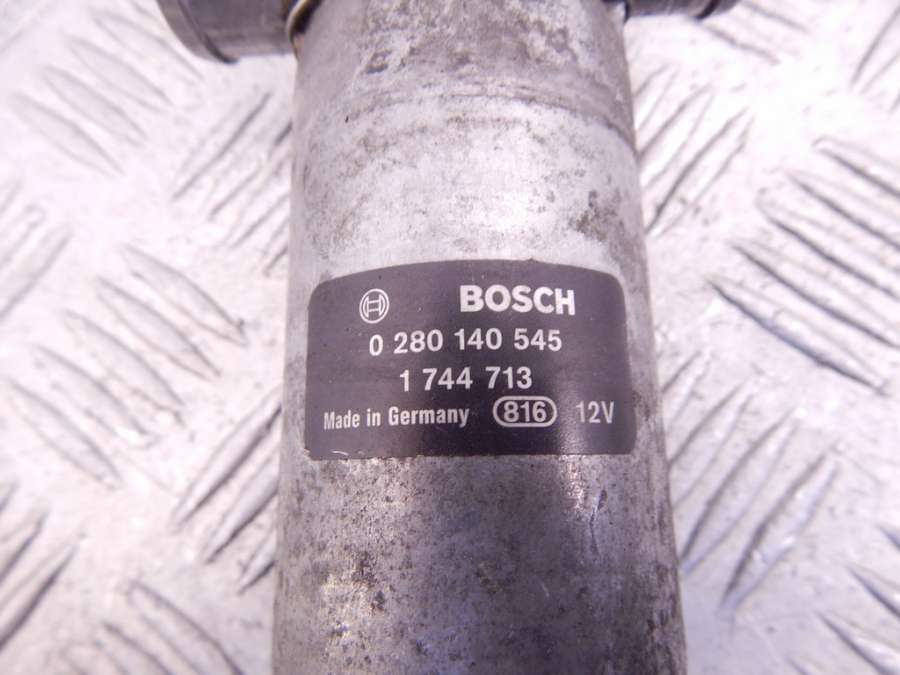 BOSCH
0 280 140 545
1 744 713
Made in Germany 816 12V